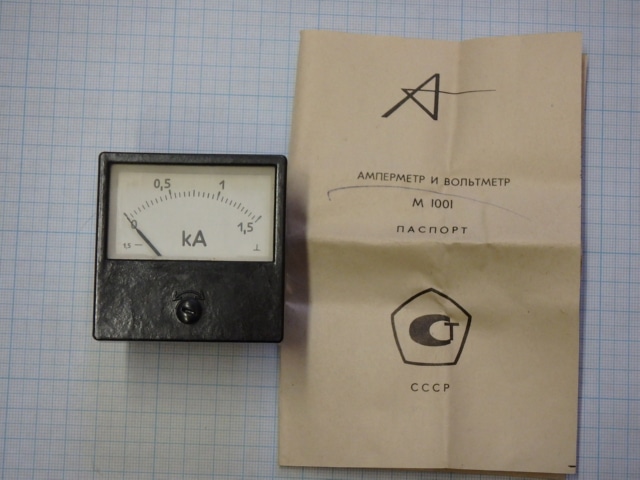 0 0,5 1 1,5
kA
1,5 — ⊥
А
АМПЕРМЕТР И ВОЛЬТМЕТР
М 1001
ПАСПОРТ
СССР